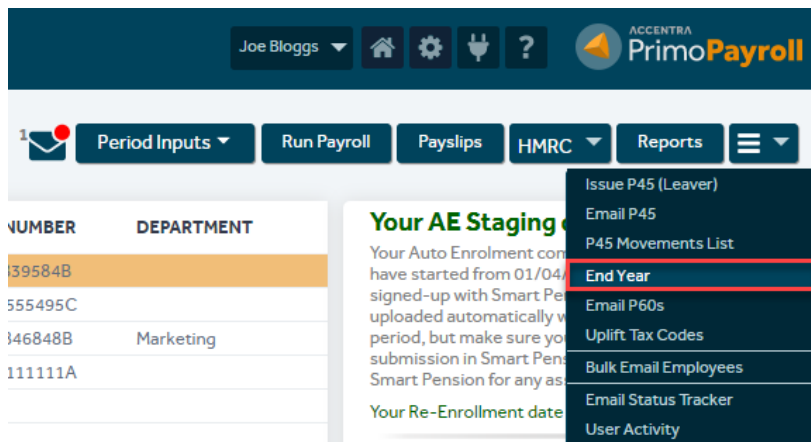 Joe Bloggs
?
ACCENTRA
PrimoPayroll
1
Period Inputs
Run Payroll
Payslips
HMRC
Reports
Issue P45 (Leaver)
Email P45
P45 Movements List
End Year
Email P60s
Uplift Tax Codes
Bulk Email Employees
Email Status Tracker
User Activity
NUMBER DEPARTMENT
339584B
555495C
346848B Marketing
111111A
Your AE Staging
Your Auto Enrolment com
have started from 01/04/
signed-up with Smart Pe
uploaded automatically w
period, but make sure yo
submission in Smart Pens
Smart Pension for any as
Your Re-Enrollment date